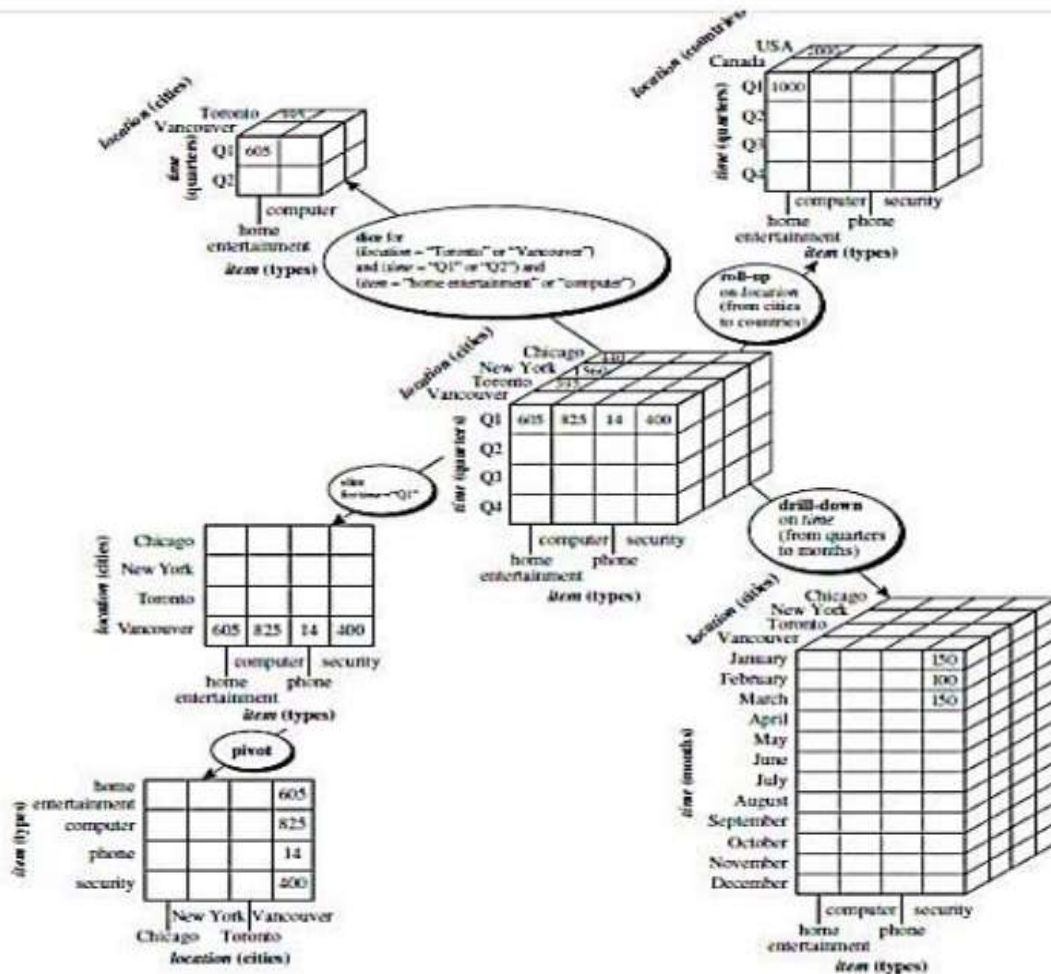 location (cities)
Toronto
Vancouver
Q1 605
Q2
time
(quarters)
computer
home
entertainment
item (types)
location (countries)
USA 2000
Canada
Q1 1000
Q2
Q3
Q4
time (quarters)
computer security
home phone
entertainment
item (types)
dice for
(location = "Toronto" or "Vancouver")
and (time = "Q1" or "Q2") and
(item = "home entertainment" or "computer")
roll-up
on location
(from cities
to countries)
location (cities)
Chicago 440
New York 1560
Toronto 395
Vancouver
Q1 605 825 14 400
Q2
Q3
Q4
time (quarters)
computer security
home phone
entertainment
item (types)
slice
for time = "Q1"
drill-down
on time
(from quarters
to months)
location (cities)
Chicago
New York
Toronto
Vancouver 605 825 14 400
computer security
home phone
entertainment
item (types)
pivot
item (types)
home
entertainment 605
computer 825
phone 14
security 400
New York Vancouver
Chicago Toronto
location (cities)
location (cities)
Chicago
New York
Toronto
Vancouver
January 150
February 100
March 150
April
May
June
July
August
September
October
November
December
time (months)
computer security
home phone
entertainment
item (types)